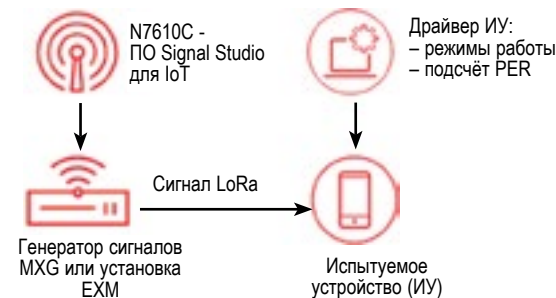 N7610C -
ПО Signal Studio
для IoT
Драйвер ИУ:
– режимы работы
– подсчёт PER
Сигнал LoRa
Генератор сигналов
MXG или установка
EXM
Испытуемое
устройство (ИУ)